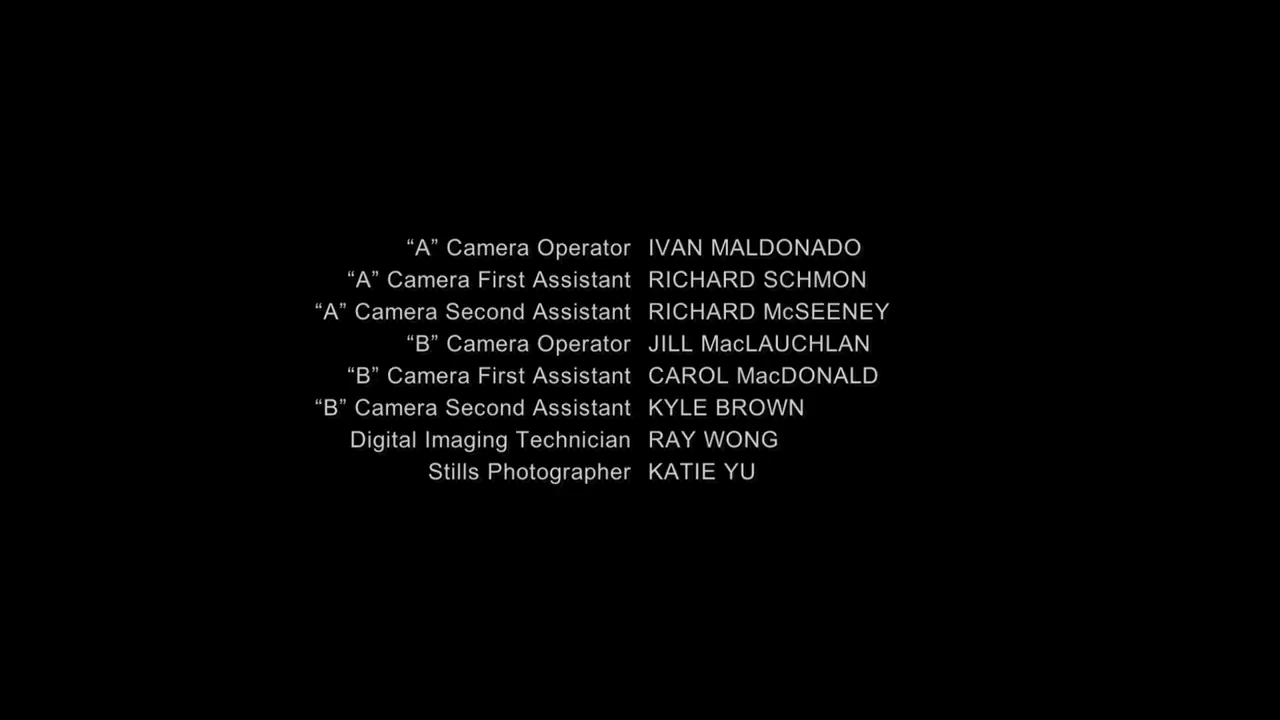 “A” Camera Operator IVAN MALDONADO
“A” Camera First Assistant RICHARD SCHMON
“A” Camera Second Assistant RICHARD McSEENEY
“B” Camera Operator JILL MacLAUCHLAN
“B” Camera First Assistant CAROL MacDONALD
“B” Camera Second Assistant KYLE BROWN
Digital Imaging Technician RAY WONG
Stills Photographer KATIE YU